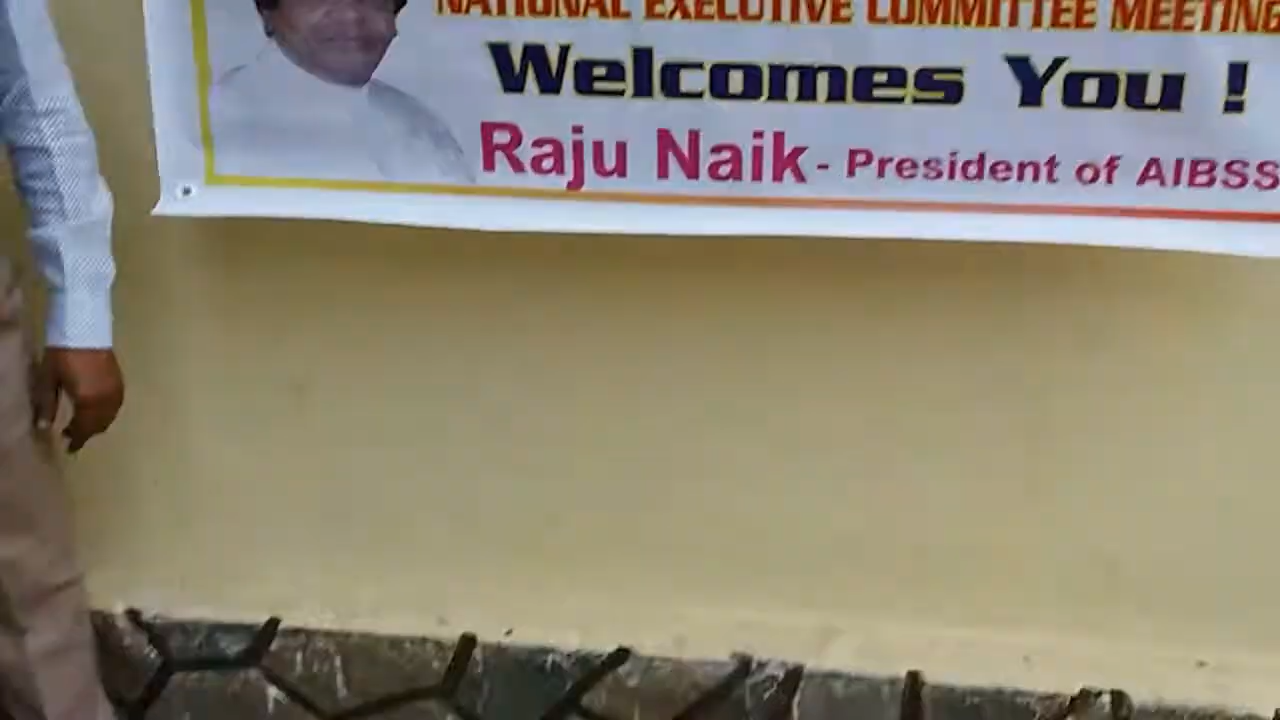 NATIONAL EXECUTIVE COMMITTEE MEETING
Welcomes You !
Raju Naik - President of AIBSS